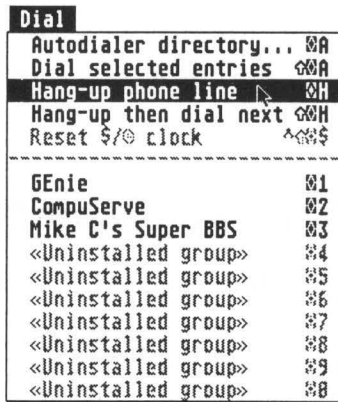 Dial
Autodialer directory... ◆A
Dial selected entries ⇧◆A
Hang-up phone line ◆H
Hang-up then dial next ⇧◆H
Reset $/⊙ clock ^⇧◆$
GEnie ◆1
CompuServe ◆2
Mike C's Super BBS ◆3
«Uninstalled group» ◆4
«Uninstalled group» ◆5
«Uninstalled group» ◆6
«Uninstalled group» ◆7
«Uninstalled group» ◆8
«Uninstalled group» ◆9
«Uninstalled group» ◆0